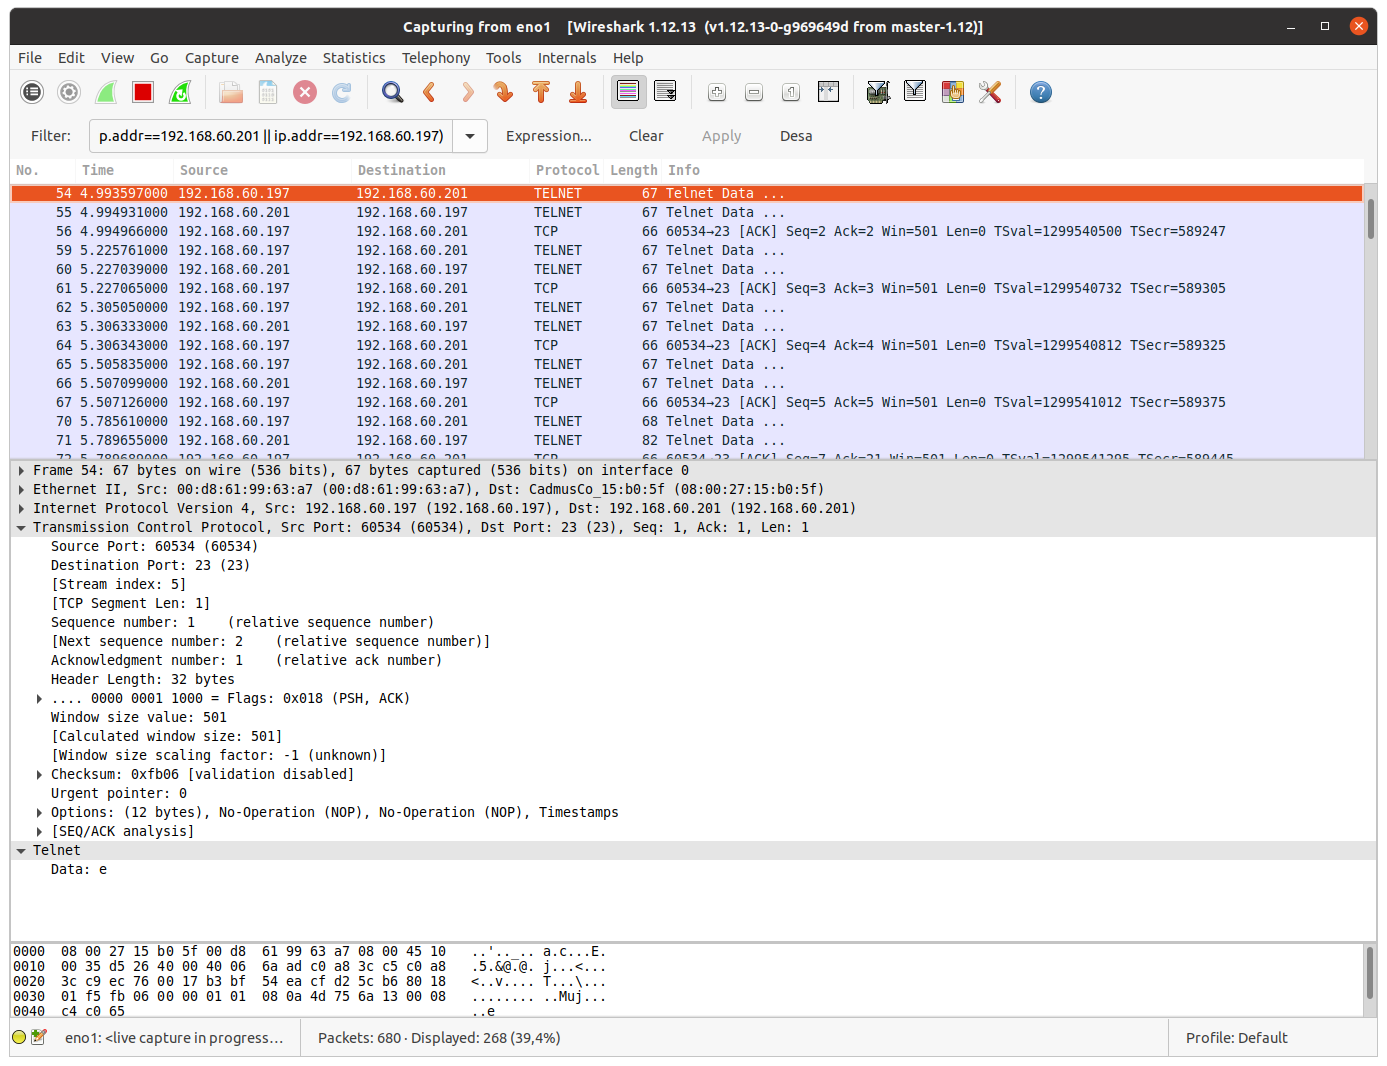 Capturing from eno1    [Wireshark 1.12.13  (v1.12.13-0-g969649d from master-1.12)]
File Edit View Go Capture Analyze Statistics Telephony Tools Internals Help
Filter: p.addr==192.168.60.201 || ip.addr==192.168.60.197) Expression... Clear Apply Desa
No. Time Source Destination Protocol Length Info
54 4.993597000 192.168.60.197 192.168.60.201 TELNET 67 Telnet Data ...
55 4.994931000 192.168.60.201 192.168.60.197 TELNET 67 Telnet Data ...
56 4.994966000 192.168.60.197 192.168.60.201 TCP 66 60534→23 [ACK] Seq=2 Ack=2 Win=501 Len=0 TSval=1299540500 TSecr=589247
59 5.225761000 192.168.60.197 192.168.60.201 TELNET 67 Telnet Data ...
60 5.227039000 192.168.60.201 192.168.60.197 TELNET 67 Telnet Data ...
61 5.227065000 192.168.60.197 192.168.60.201 TCP 66 60534→23 [ACK] Seq=3 Ack=3 Win=501 Len=0 TSval=1299540732 TSecr=589305
62 5.305050000 192.168.60.197 192.168.60.201 TELNET 67 Telnet Data ...
63 5.306333000 192.168.60.201 192.168.60.197 TELNET 67 Telnet Data ...
64 5.306343000 192.168.60.197 192.168.60.201 TCP 66 60534→23 [ACK] Seq=4 Ack=4 Win=501 Len=0 TSval=1299540812 TSecr=589325
65 5.505835000 192.168.60.197 192.168.60.201 TELNET 67 Telnet Data ...
66 5.507099000 192.168.60.201 192.168.60.197 TELNET 67 Telnet Data ...
67 5.507126000 192.168.60.197 192.168.60.201 TCP 66 60534→23 [ACK] Seq=5 Ack=5 Win=501 Len=0 TSval=1299541012 TSecr=589375
70 5.785610000 192.168.60.197 192.168.60.201 TELNET 68 Telnet Data ...
71 5.789655000 192.168.60.201 192.168.60.197 TELNET 82 Telnet Data ...
72 5.789689000 192.168.60.197 192.168.60.201 TCP 66 60534→23 [ACK] Seq=7 Ack=21 Win=501 Len=0 TSval=1299541295 TSecr=589445
Frame 54: 67 bytes on wire (536 bits), 67 bytes captured (536 bits) on interface 0
Ethernet II, Src: 00:d8:61:99:63:a7 (00:d8:61:99:63:a7), Dst: CadmusCo_15:b0:5f (08:00:27:15:b0:5f)
Internet Protocol Version 4, Src: 192.168.60.197 (192.168.60.197), Dst: 192.168.60.201 (192.168.60.201)
Transmission Control Protocol, Src Port: 60534 (60534), Dst Port: 23 (23), Seq: 1, Ack: 1, Len: 1
Source Port: 60534 (60534)
Destination Port: 23 (23)
[Stream index: 5]
[TCP Segment Len: 1]
Sequence number: 1    (relative sequence number)
[Next sequence number: 2    (relative sequence number)]
Acknowledgment number: 1    (relative ack number)
Header Length: 32 bytes
.... 0000 0001 1000 = Flags: 0x018 (PSH, ACK)
Window size value: 501
[Calculated window size: 501]
[Window size scaling factor: -1 (unknown)]
Checksum: 0xfb06 [validation disabled]
Urgent pointer: 0
Options: (12 bytes), No-Operation (NOP), No-Operation (NOP), Timestamps
[SEQ/ACK analysis]
Telnet
Data: e
0000  08 00 27 15 b0 5f 00 d8  61 99 63 a7 08 00 45 10   ..'.._.. a.c...E.
0010  00 35 d5 26 40 00 40 06  6a ad c0 a8 3c c5 c0 a8   .5.&@.@. j...<...
0020  3c c9 ec 76 00 17 b3 bf  54 ea cf d2 5c b6 80 18   <..v.... T...\...
0030  01 f5 fb 06 00 00 01 01  08 0a 4d 75 6a 13 00 08   ........ ..Muj...
0040  c4 c0 65   ..e
eno1: <live capture in progress... Packets: 680 · Displayed: 268 (39,4%) Profile: Default